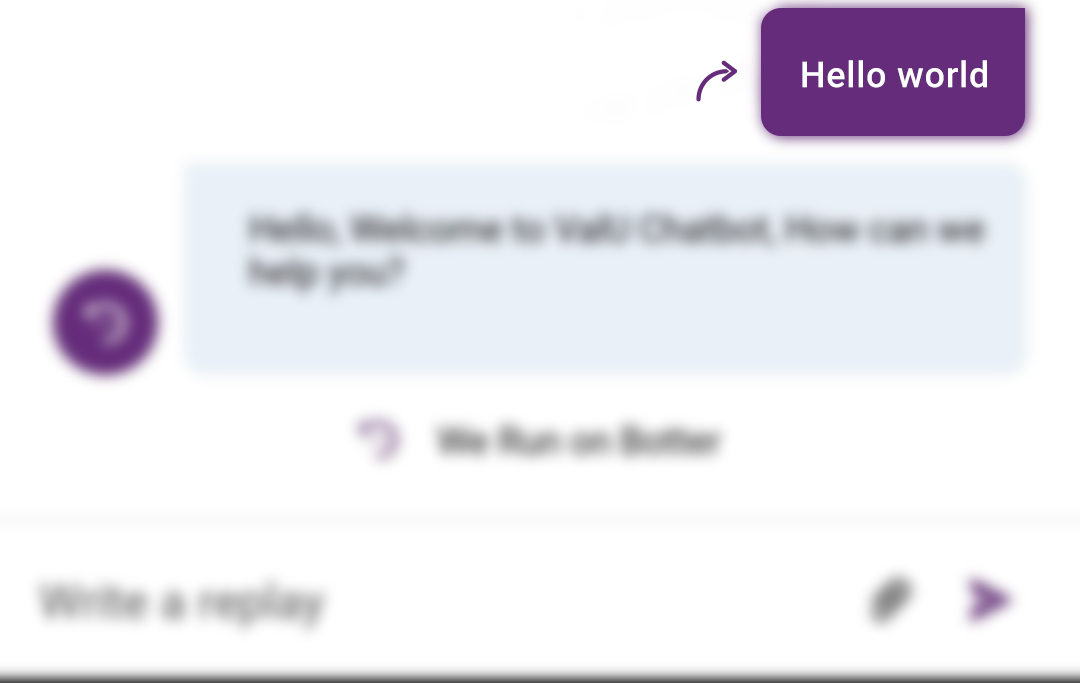 Hello world
Hello, Welcome to ValU Chatbot, How can we
help you?
We Run on Botter
Write a replay